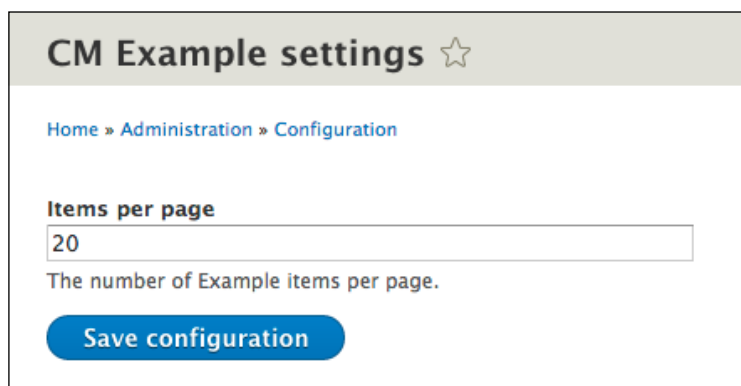 CM Example settings
Home » Administration » Configuration
Items per page
20
The number of Example items per page.
Save configuration